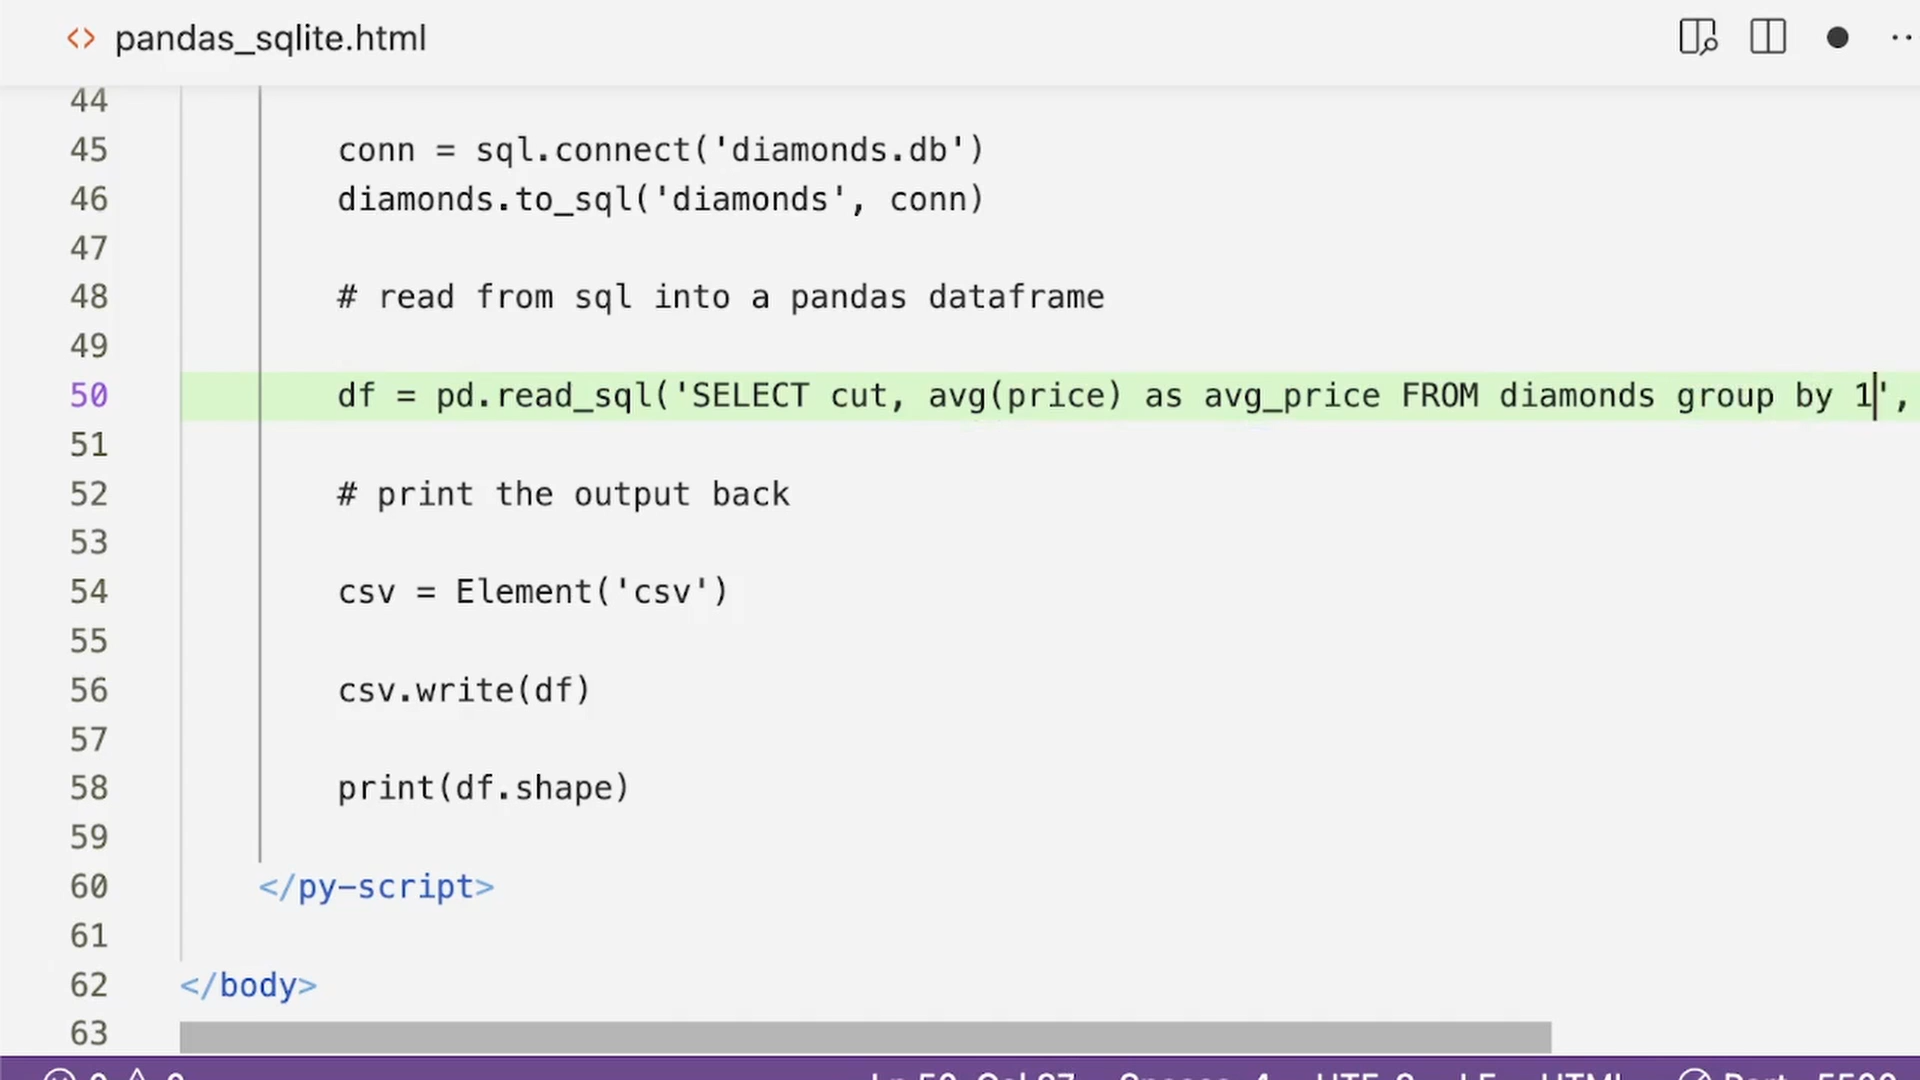 <> pandas_sqlite.html
44
45 conn = sql.connect('diamonds.db')
46 diamonds.to_sql('diamonds', conn)
47
48 # read from sql into a pandas dataframe
49
50 df = pd.read_sql('SELECT cut, avg(price) as avg_price FROM diamonds group by 1',
51
52 # print the output back
53
54 csv = Element('csv')
55
56 csv.write(df)
57
58 print(df.shape)
59
60 </py-script>
61
62 </body>
63